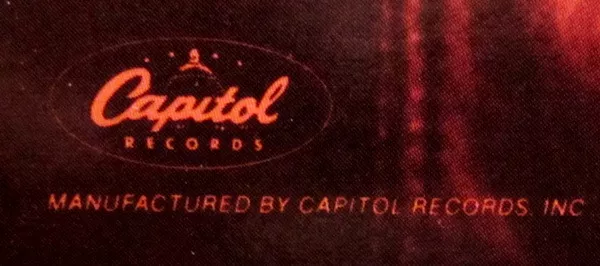 Capitol
RECORDS
MANUFACTURED BY CAPITOL RECORDS, INC